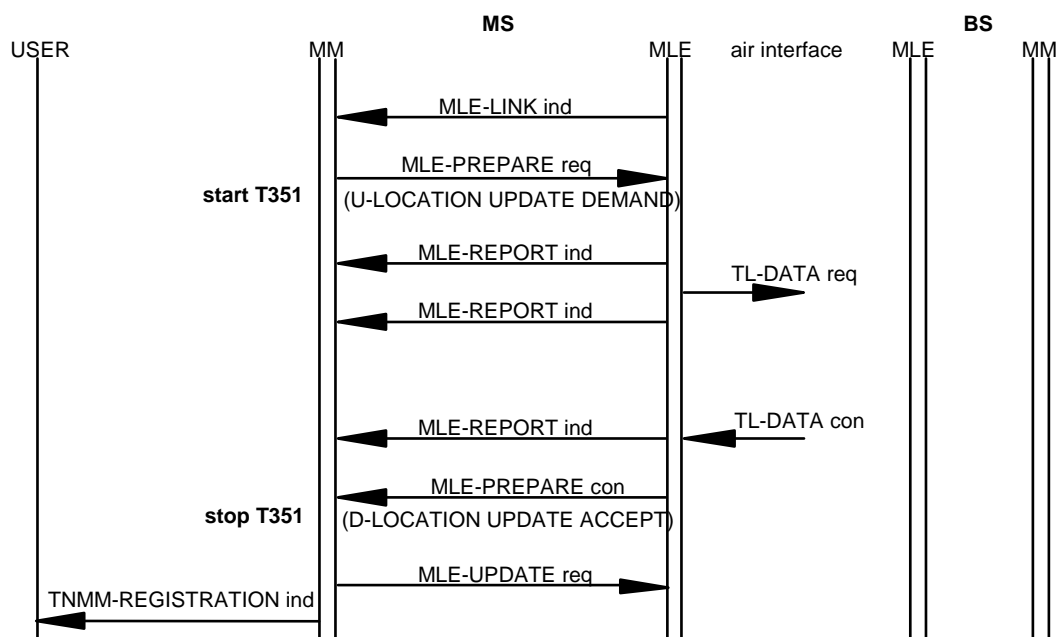 MS BS
USER MM MLE air interface MLE MM
MLE-LINK ind
MLE-PREPARE req
start T351
(U-LOCATION UPDATE DEMAND)
MLE-REPORT ind
TL-DATA req
MLE-REPORT ind
TL-DATA con
MLE-REPORT ind
MLE-PREPARE con
stop T351
(D-LOCATION UPDATE ACCEPT)
MLE-UPDATE req
TNMM-REGISTRATION ind